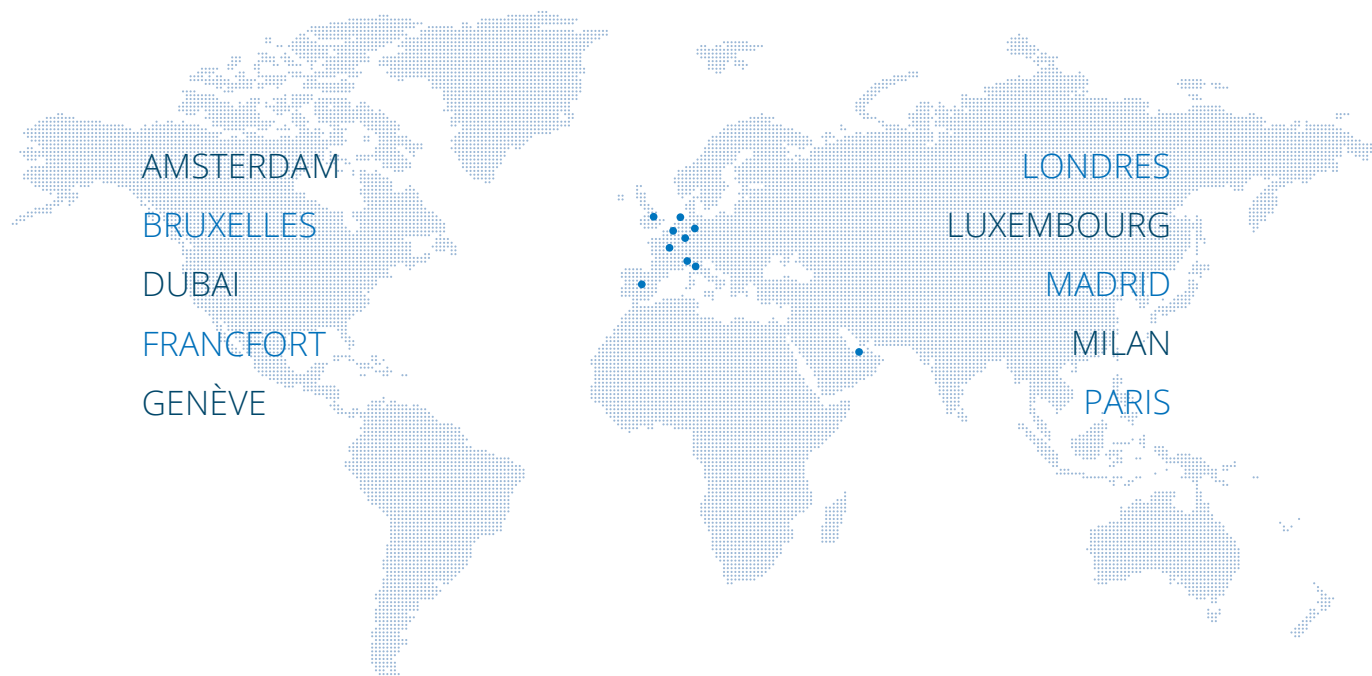 AMSTERDAM
BRUXELLES
DUBAI
FRANCFORT
GENÈVE
LONDRES
LUXEMBOURG
MADRID
MILAN
PARIS